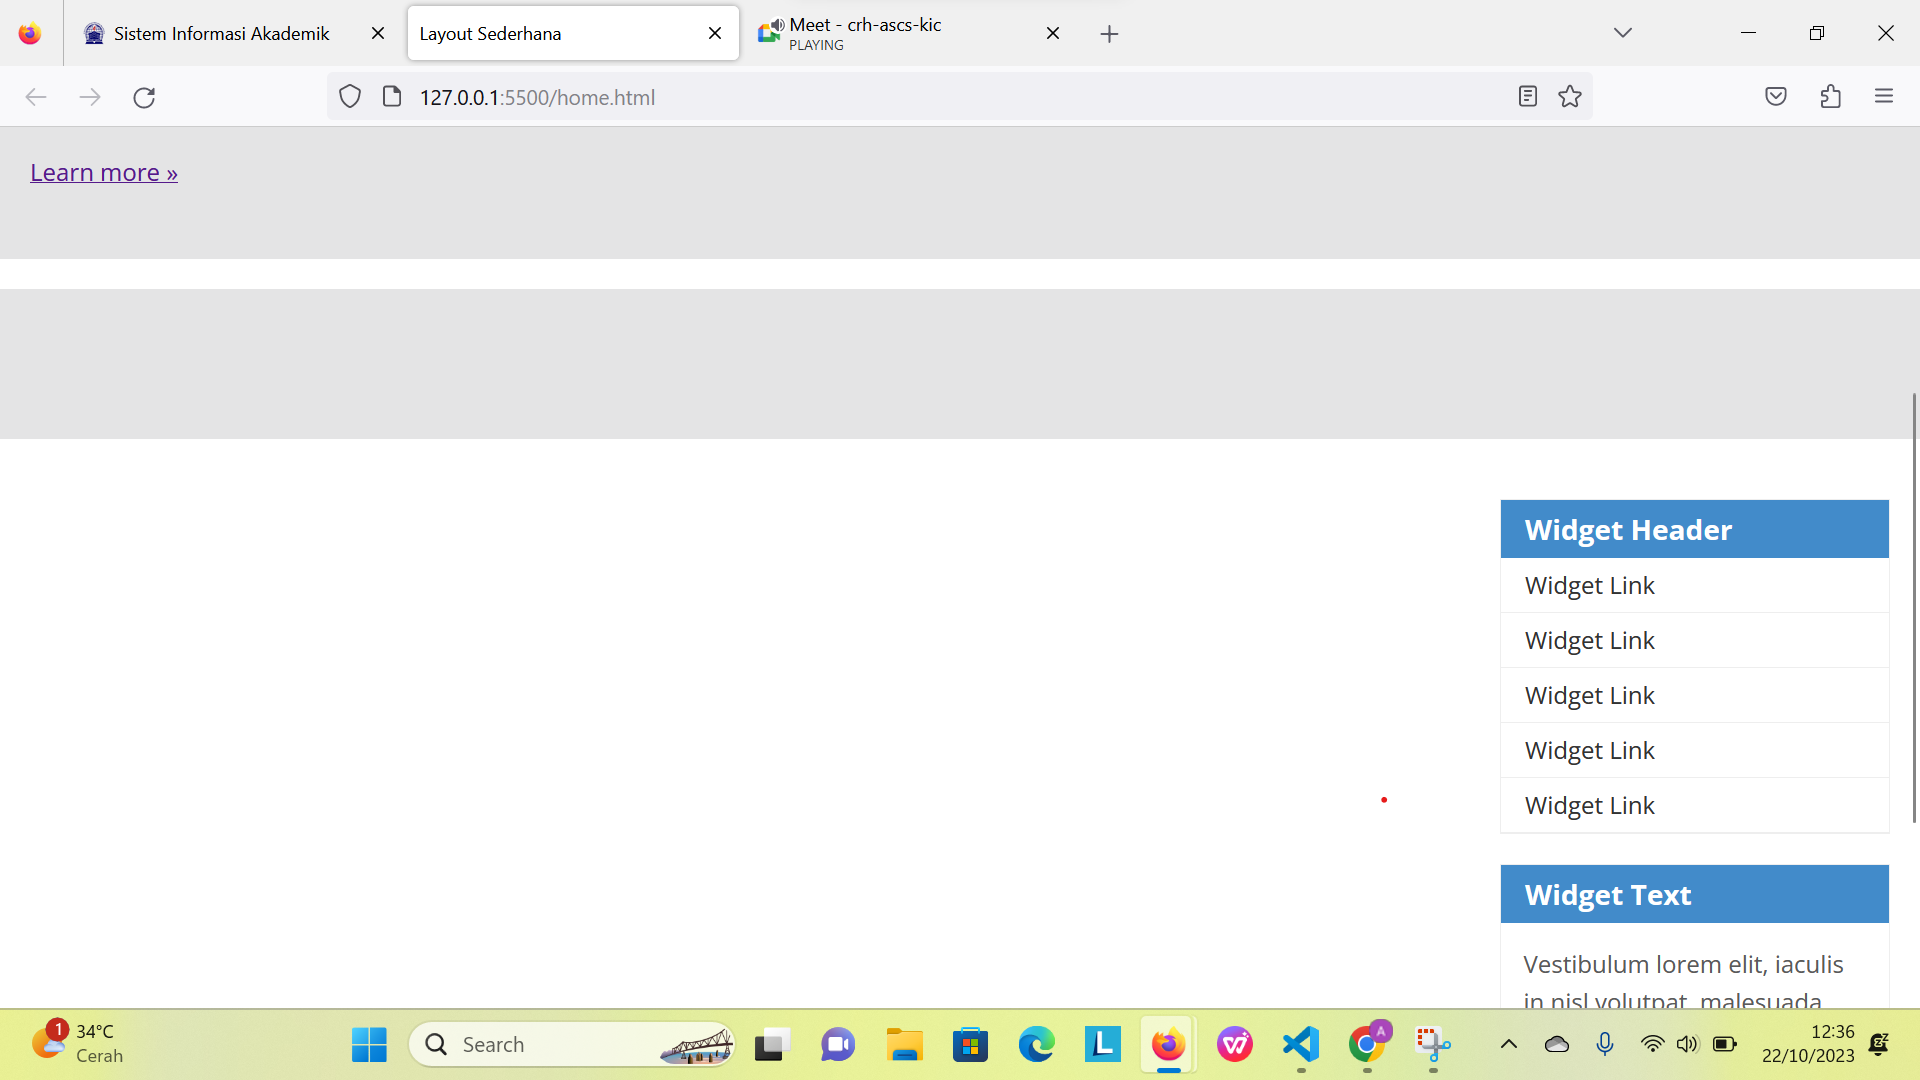 Sistem Informasi Akademik
Layout Sederhana
Meet - crh-ascs-kic
PLAYING
127.0.0.1:5500/home.html
Learn more »
Widget Header
Widget Link
Widget Link
Widget Link
Widget Link
Widget Link
Widget Text
Vestibulum lorem elit, iaculis
in nisl volutpat, malesuada
1
34°C
Cerah
Search
L
A
12:36
22/10/2023